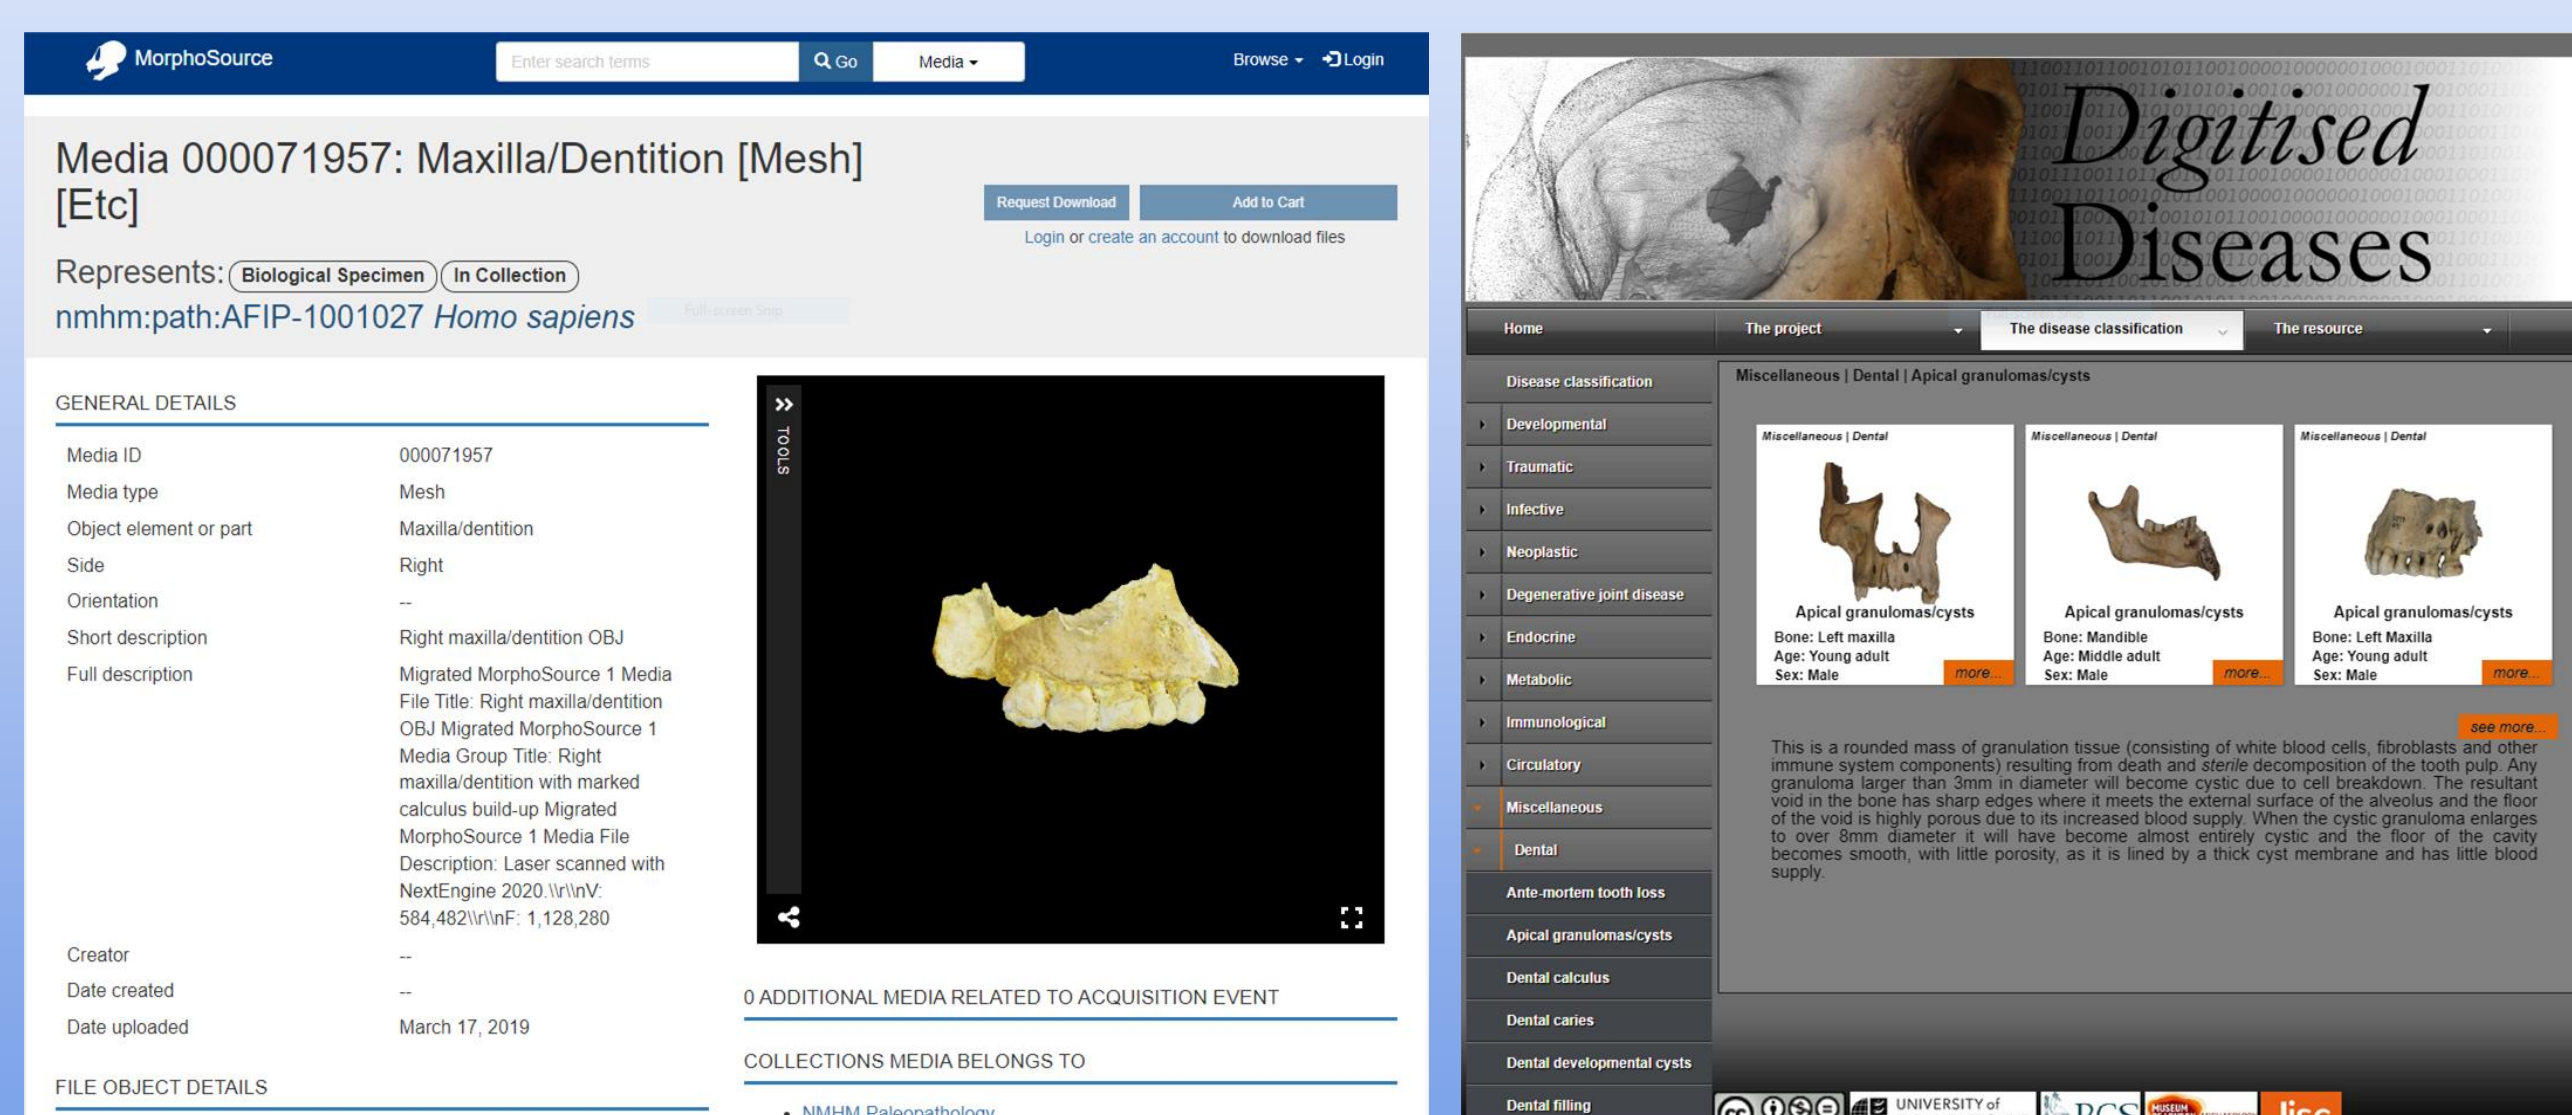 MorphoSource
Enter search terms
Go
Media
Browse
Login
Media 000071957: Maxilla/Dentition [Mesh]
[Etc]
Request Download
Add to Cart
Login or create an account to download files
Represents: Biological Specimen In Collection
nmhm:path:AFIP-1001027 Homo sapiens
Full-screen Snip
GENERAL DETAILS
Media ID 000071957
Media type Mesh
Object element or part Maxilla/dentition
Side Right
Orientation --
Short description Right maxilla/dentition OBJ
Full description Migrated MorphoSource 1 Media
File Title: Right maxilla/dentition
OBJ Migrated MorphoSource 1
Media Group Title: Right
maxilla/dentition with marked
calculus build-up Migrated
MorphoSource 1 Media File
Description: Laser scanned with
NextEngine 2020.\\r\\nV:
584,482\\r\\nF: 1,128,280
Creator --
Date created --
Date uploaded March 17, 2019
FILE OBJECT DETAILS
TOOLS
0 ADDITIONAL MEDIA RELATED TO ACQUISITION EVENT
COLLECTIONS MEDIA BELONGS TO
• NMHM Paleopathology
Digitised
Diseases
Home
The project
The disease classification
The resource
Disease classification
Developmental
Traumatic
Infective
Neoplastic
Degenerative joint disease
Endocrine
Metabolic
Immunological
Circulatory
Miscellaneous
Dental
Ante-mortem tooth loss
Apical granulomas/cysts
Dental calculus
Dental caries
Dental developmental cysts
Dental filling
Miscellaneous | Dental | Apical granulomas/cysts
Miscellaneous | Dental
Apical granulomas/cysts
Bone: Left maxilla
Age: Young adult
Sex: Male
more...
Miscellaneous | Dental
Apical granulomas/cysts
Bone: Mandible
Age: Middle adult
Sex: Male
more...
Miscellaneous | Dental
Apical granulomas/cysts
Bone: Left Maxilla
Age: Young adult
Sex: Male
more...
see more...
This is a rounded mass of granulation tissue (consisting of white blood cells, fibroblasts and other
immune system components) resulting from death and sterile decomposition of the tooth pulp. Any
granuloma larger than 3mm in diameter will become cystic due to cell breakdown. The resultant
void in the bone has sharp edges where it meets the external surface of the alveolus and the floor
of the void is highly porous due to its increased blood supply. When the cystic granuloma enlarges
to over 8mm diameter it will have become almost entirely cystic and the floor of the cavity
becomes smooth, with little porosity, as it is lined by a thick cyst membrane and has little blood
supply.
UNIVERSITY of
MUSEUM